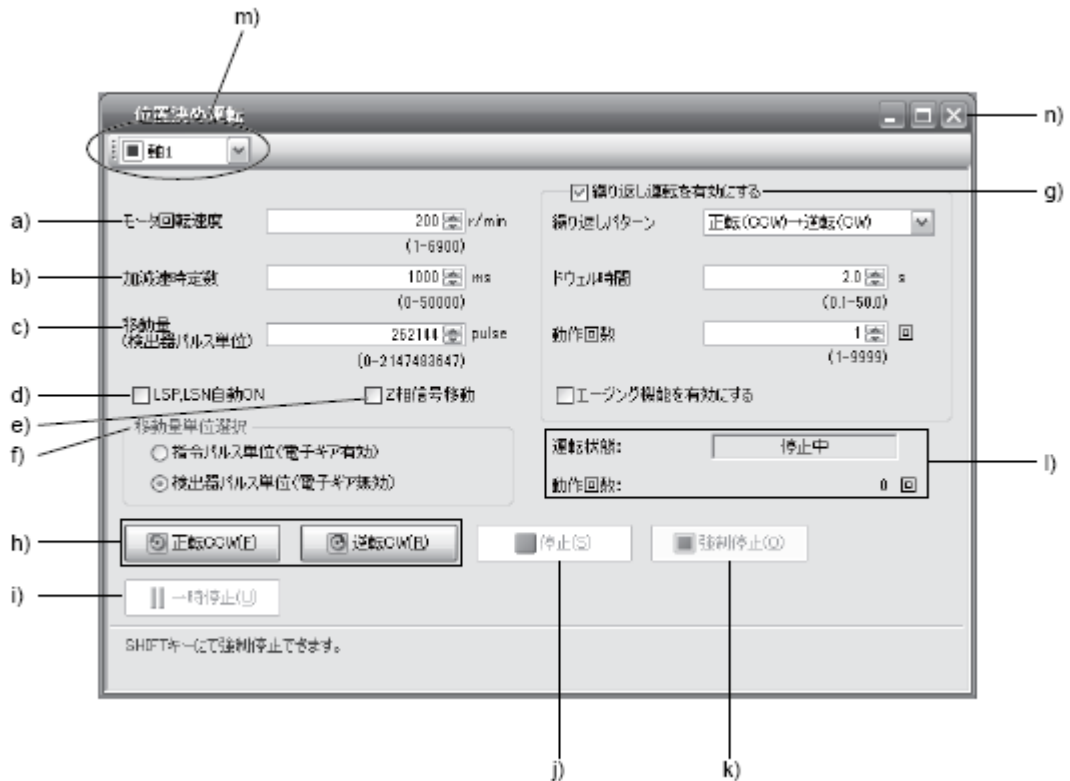 m)
位置決め運転
n)
軸1
a) モータ回転速度 200 r/min
(1-6900)
b) 加減速時定数 1000 ms
(0-50000)
c) 移動量
(検出器パルス単位) 262144 pulse
(0-2147483647)
d) LSP,LSN自動ON
e) Z相信号移動
f) 移動量単位選択
指令パルス単位(電子ギア有効)
検出器パルス単位(電子ギア無効)
繰り返し運転を有効にする g)
繰り返しパターン 正転(CCW)→逆転(CW)
ドウェル時間 2.0 s
(0.1-50.0)
動作回数 1 回
(1-9999)
エージング機能を有効にする
運転状態: 停止中
l)
動作回数: 0 回
h) 正転CCW(F) 逆転CW(R) 停止(S) 強制停止(O)
i) 一時停止(U)
SHIFTキーにて強制停止できます。
j) k)